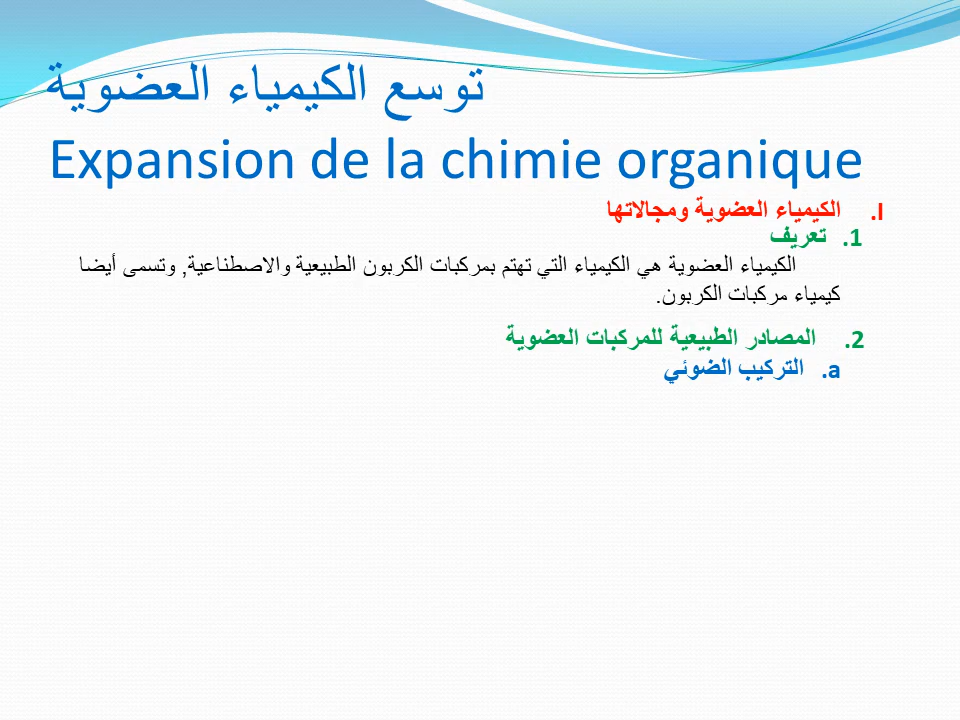 توسع الكيمياء العضوية
Expansion de la chimie organique
I. الكيمياء العضوية ومجالاتها
1. تعريف
الكيمياء العضوية هي الكيمياء التي تهتم بمركبات الكربون الطبيعية والاصطناعية, وتسمى أيضا
كيمياء مركبات الكربون.
2. المصادر الطبيعية للمركبات العضوية
a. التركيب الضوئي